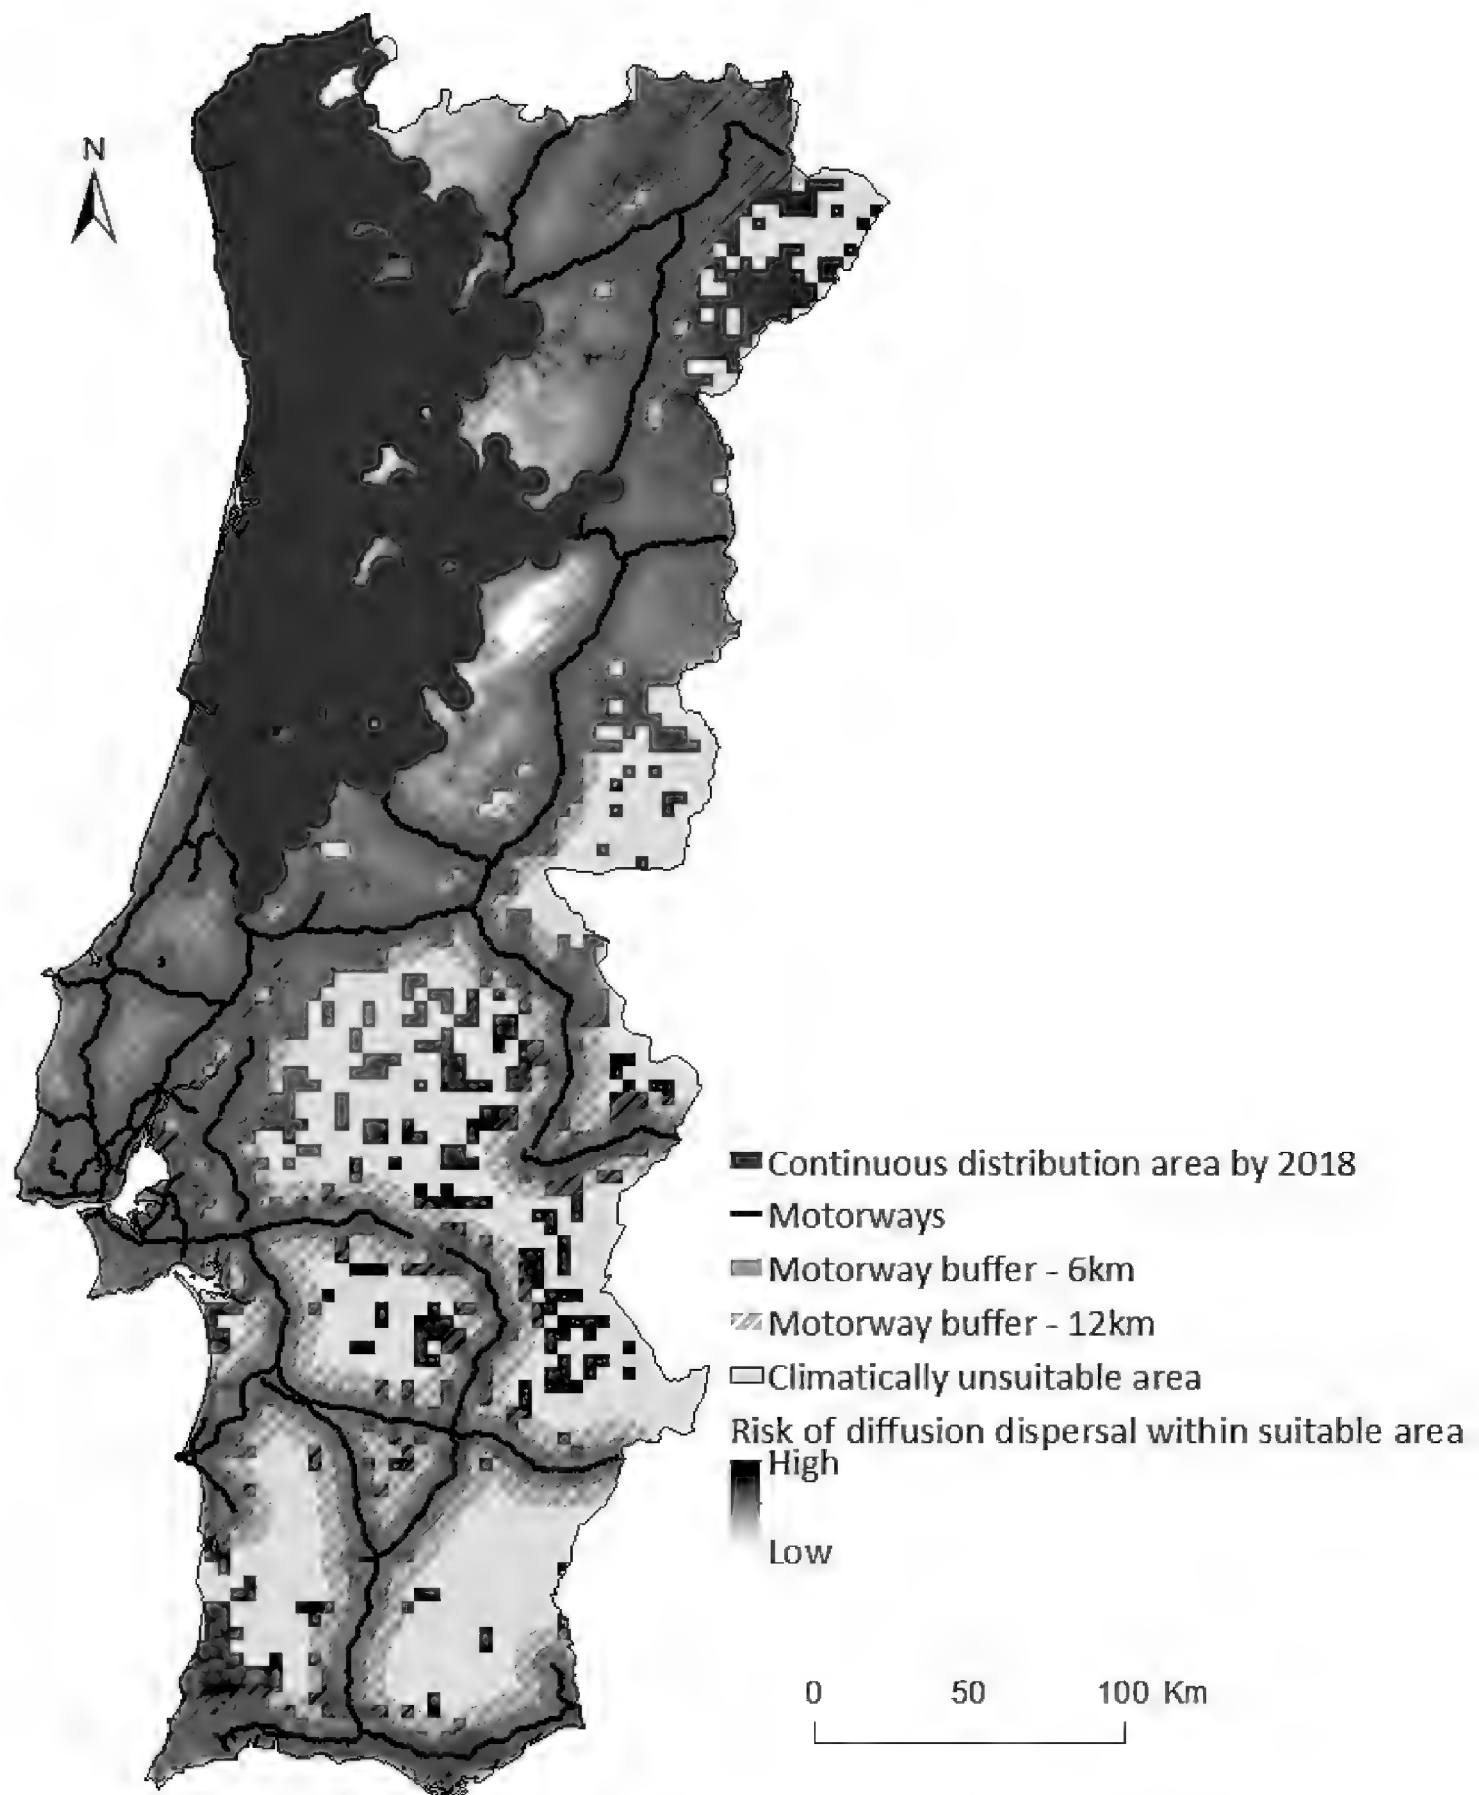 N
Continuous distribution area by 2018
Motorways
Motorway buffer - 6km
Motorway buffer - 12km
Climatically unsuitable area
Risk of diffusion dispersal within suitable area
High
Low
0 50 100 Km